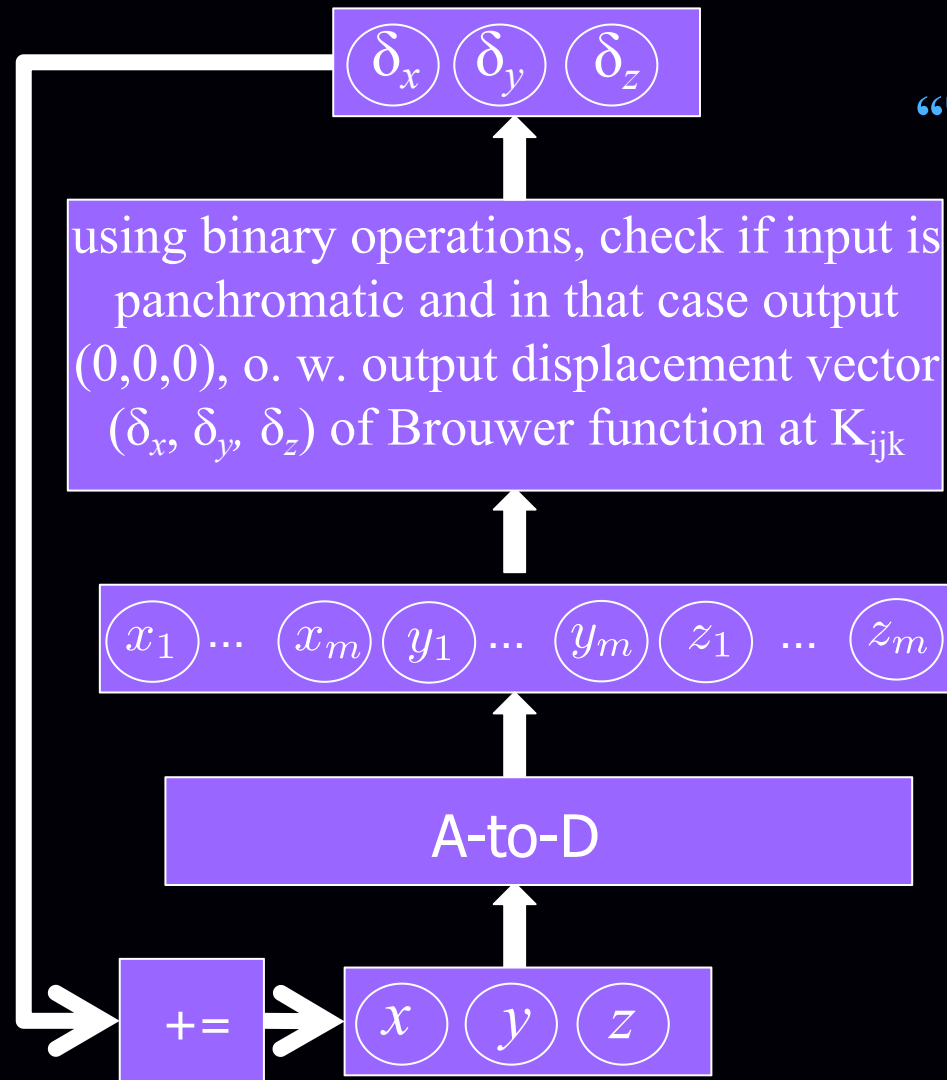 δx δy δz
“
using binary operations, check if input is
panchromatic and in that case output
(0,0,0), o. w. output displacement vector
(δx, δy, δz) of Brouwer function at Kijk
x1 ... xm y1 ... ym z1 ... zm
A-to-D
+= x y z